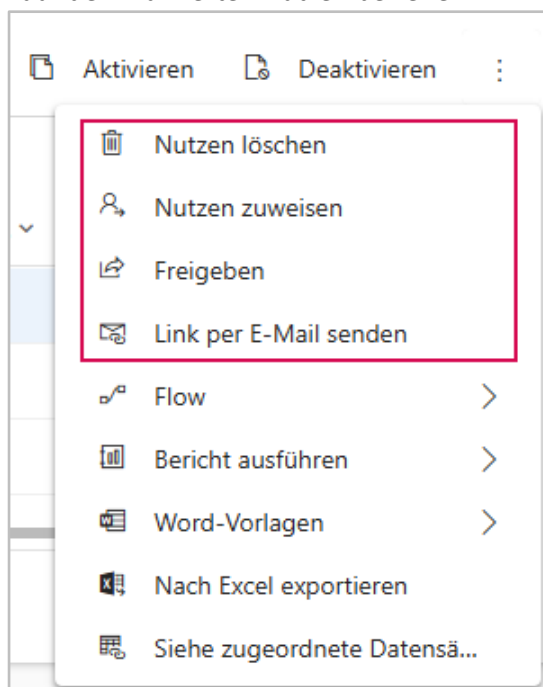 Aktivieren Deaktivieren
Nutzen löschen
Nutzen zuweisen
Freigeben
Link per E-Mail senden
Flow
Bericht ausführen
Word-Vorlagen
Nach Excel exportieren
Siehe zugeordnete Datensä...